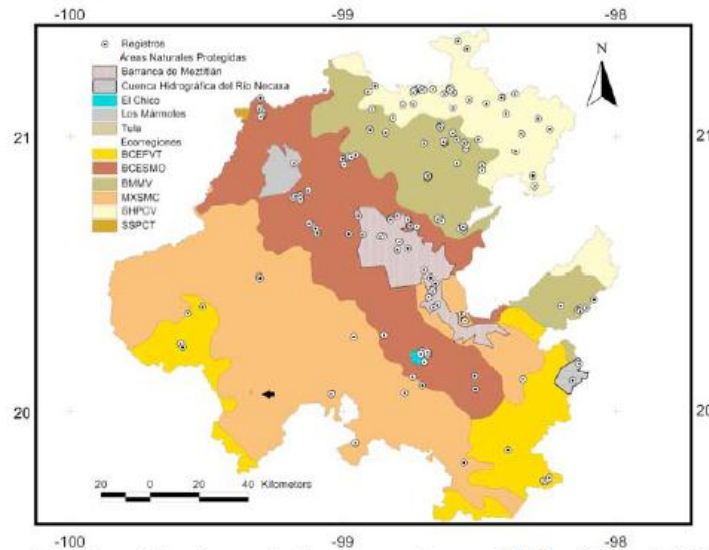 -100 -99 -98
Registros
Áreas Naturales Protegidas
Barranca de Meztitlán
Cuenca Hidrográfica del Río Necaxa
El Chico
Los Mármoles
Tula
Ecorregiones
BCEFVT
BCESMO
BMMV
MXSMC
SHPCV
SSPCT
N
21 21
20 20
20 0 20 40 Kilometers
-100 -99 -98